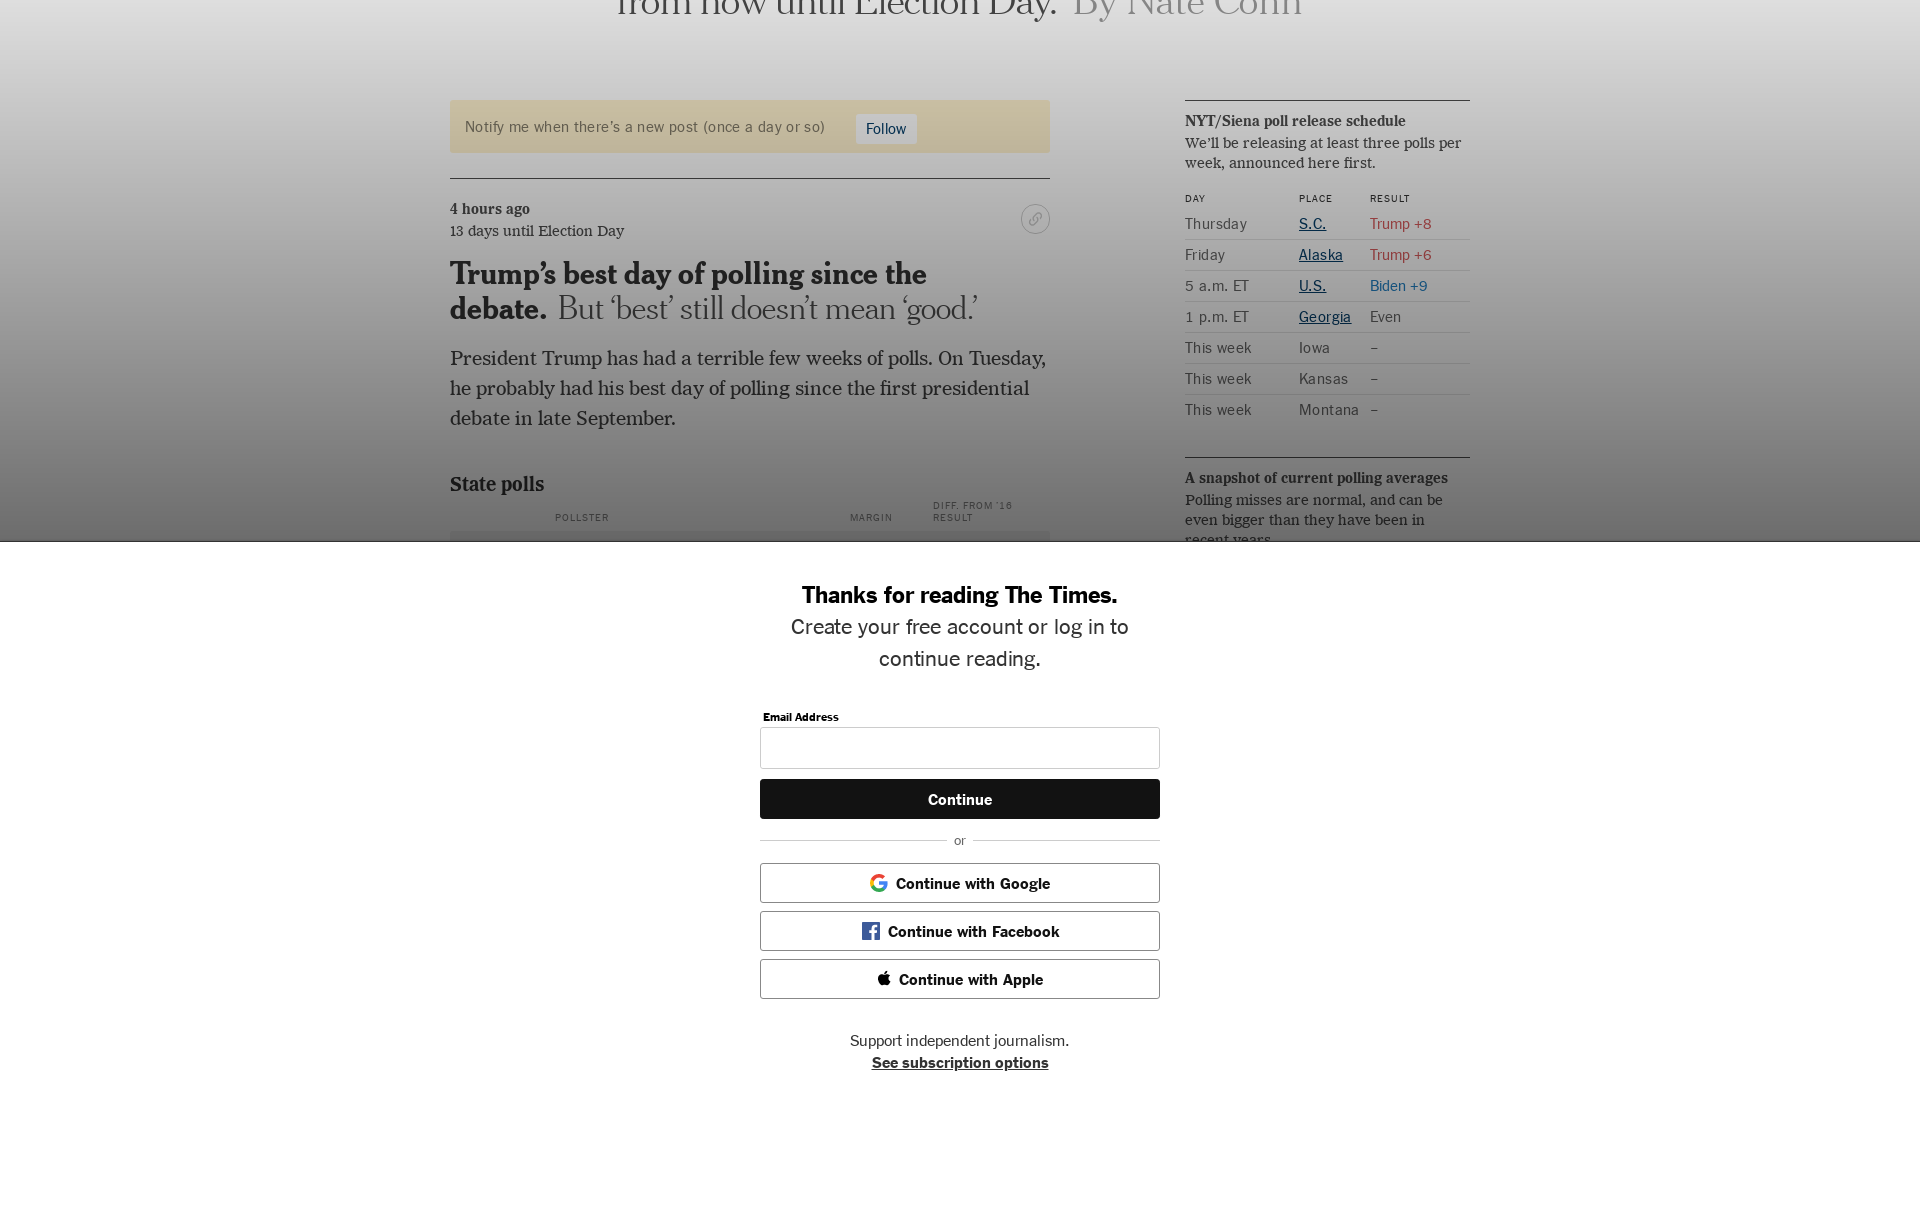 from now until Election Day. By Nate Cohn
Notify me when there’s a new post (once a day or so)
Follow
4 hours ago
13 days until Election Day
Trump’s best day of polling since the
debate. But ‘best’ still doesn’t mean ‘good.’
President Trump has had a terrible few weeks of polls. On Tuesday,
he probably had his best day of polling since the first presidential
debate in late September.
State polls
POLLSTER MARGIN DIFF. FROM ’16 RESULT
NYT/Siena poll release schedule
We’ll be releasing at least three polls per
week, announced here first.
DAY PLACE RESULT
Thursday S.C. Trump +8
Friday Alaska Trump +6
5 a.m. ET U.S. Biden +9
1 p.m. ET Georgia Even
This week Iowa –
This week Kansas –
This week Montana –
A snapshot of current polling averages
Polling misses are normal, and can be
even bigger than they have been in
recent years.
Thanks for reading The Times.
Create your free account or log in to
continue reading.
Email Address
Continue
or
Continue with Google
Continue with Facebook
Continue with Apple
Support independent journalism.
See subscription options